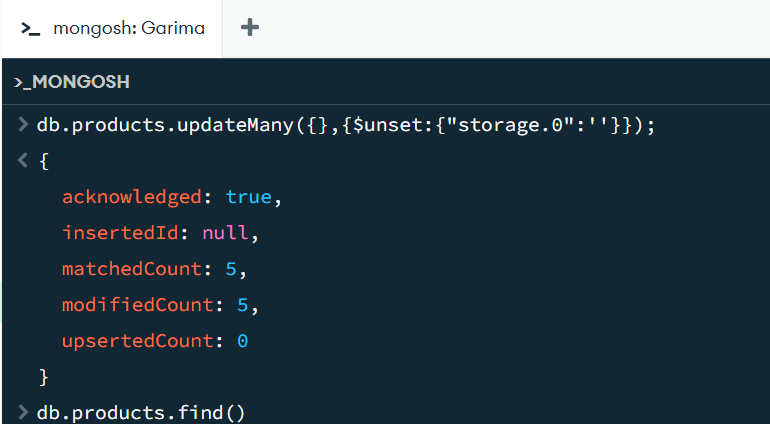 >_ mongosh: Garima +
>_MONGOSH
> db.products.updateMany({},{$unset:{"storage.0":''}});
< {
acknowledged: true,
insertedId: null,
matchedCount: 5,
modifiedCount: 5,
upsertedCount: 0
}
> db.products.find()